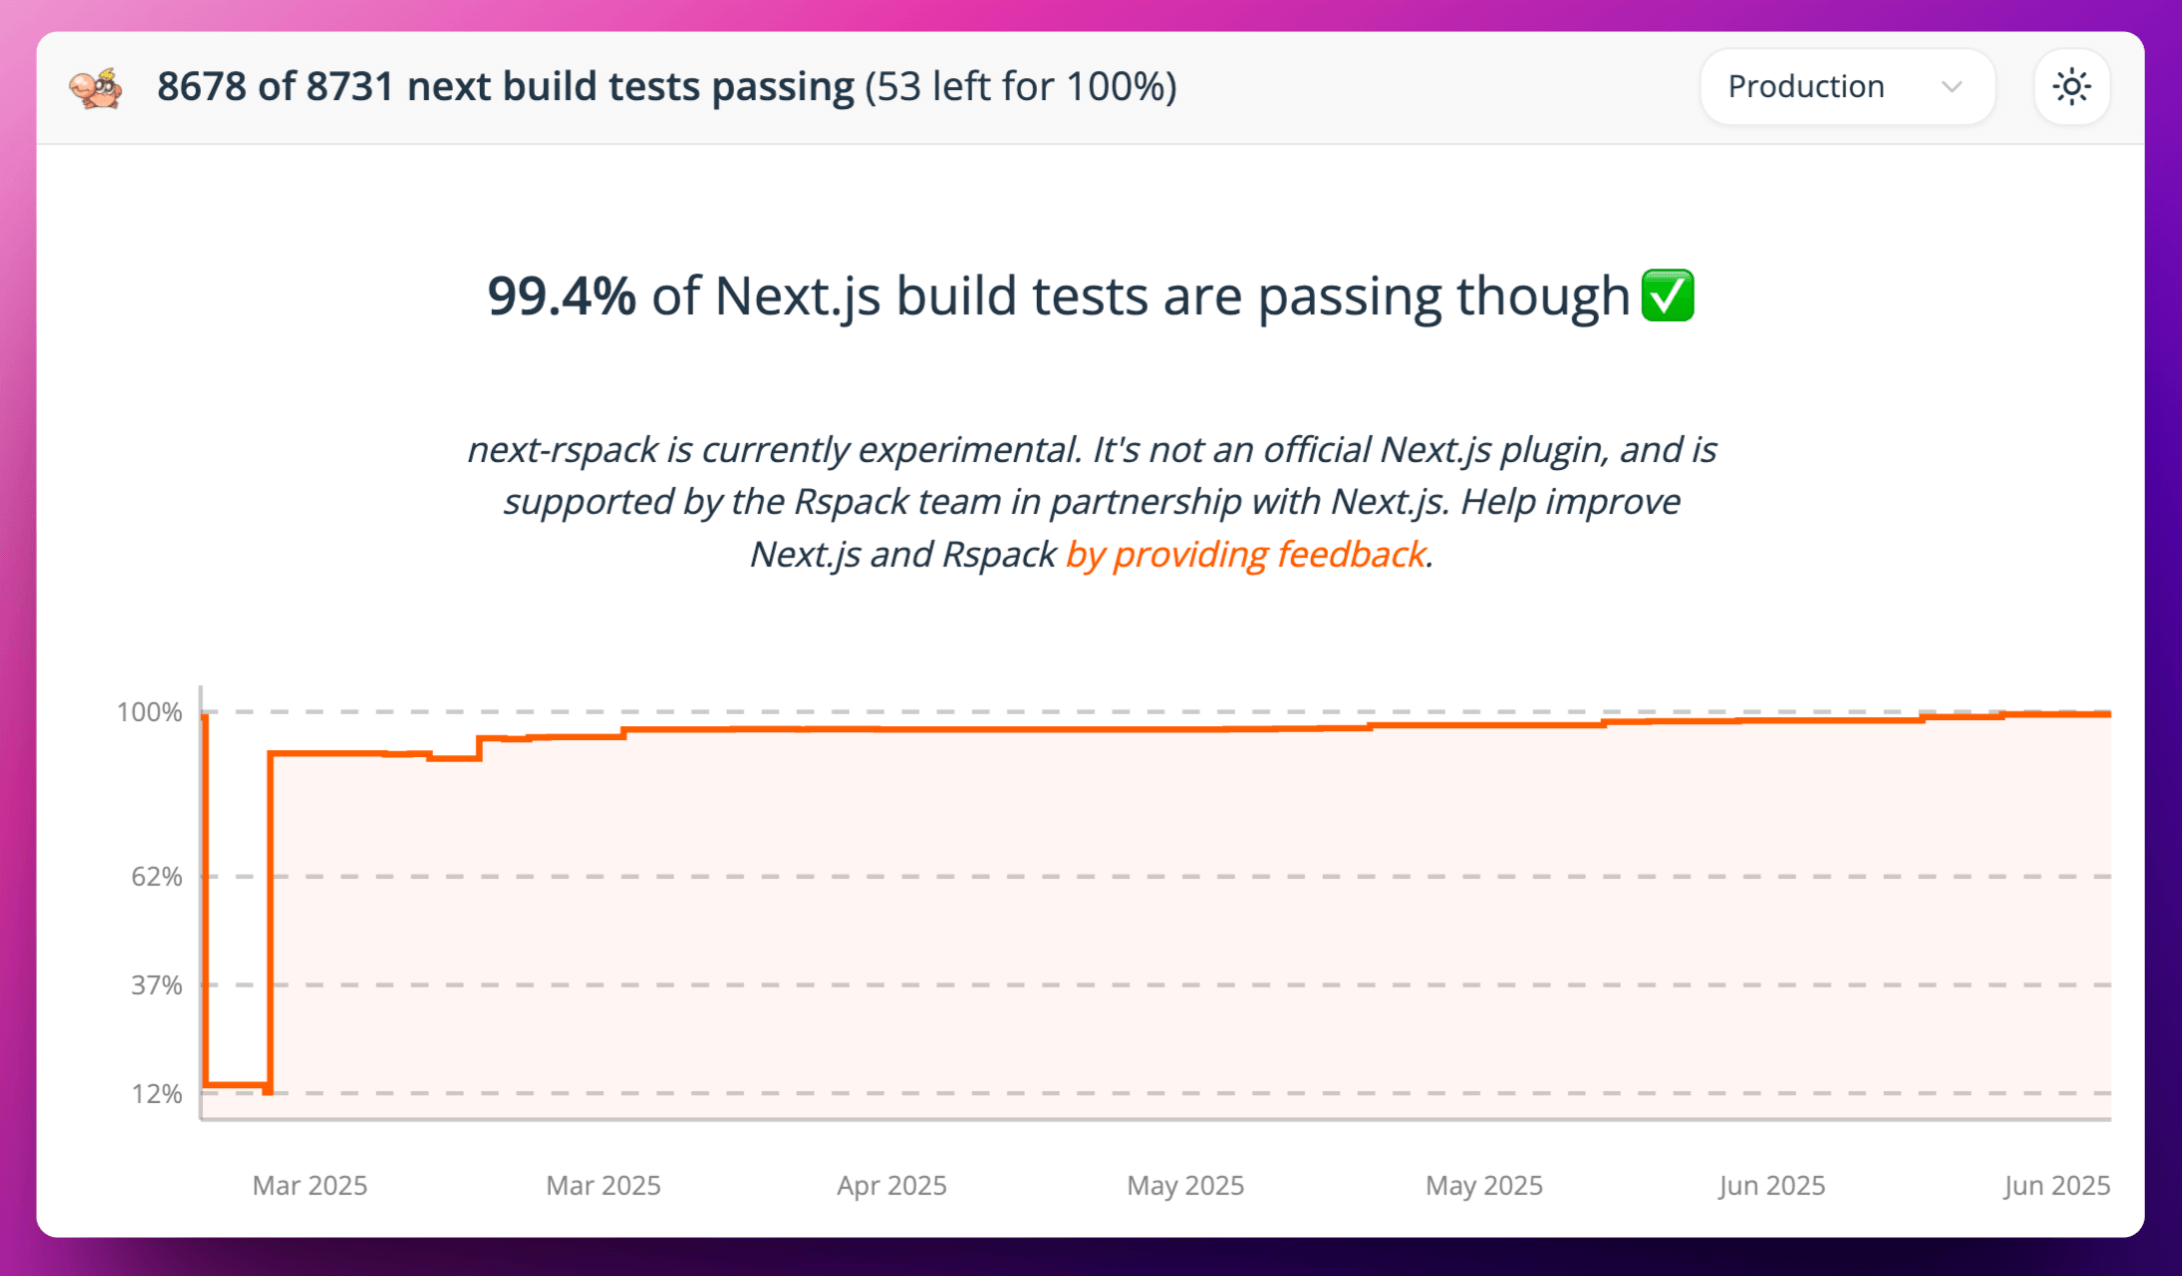 8678 of 8731 next build tests passing (53 left for 100%)
Production
99.4% of Next.js build tests are passing though✅
next-rspack is currently experimental. It's not an official Next.js plugin, and is
supported by the Rspack team in partnership with Next.js. Help improve
Next.js and Rspack by providing feedback.
100%
62%
37%
12%
Mar 2025
Mar 2025
Apr 2025
May 2025
May 2025
Jun 2025
Jun 2025